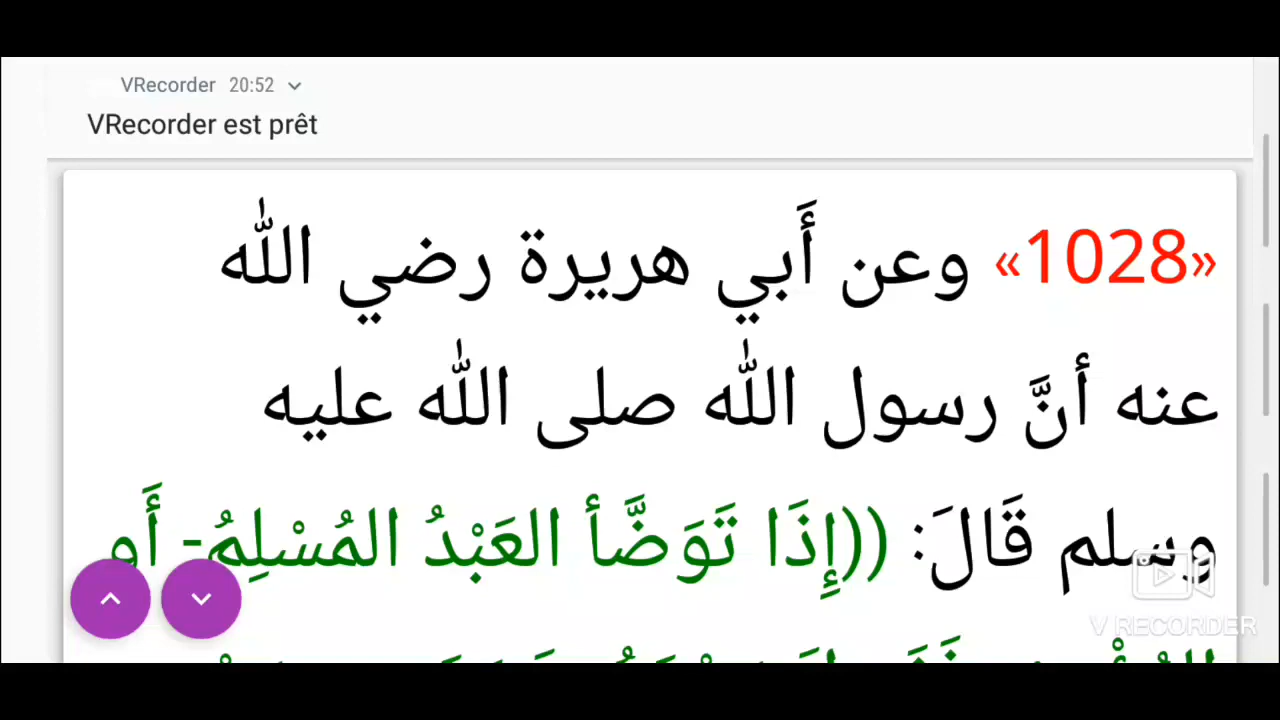 VRecorder 20:52
VRecorder est prêt
«1028» وعن أَبي هريرة رضي الله
عنه أنَّ رسول الله صلى الله عليه
وسلم قَالَ: ((إِذَا تَوَضَّأ العَبْدُ المُسْلِمُ- أَو
V RECORDER